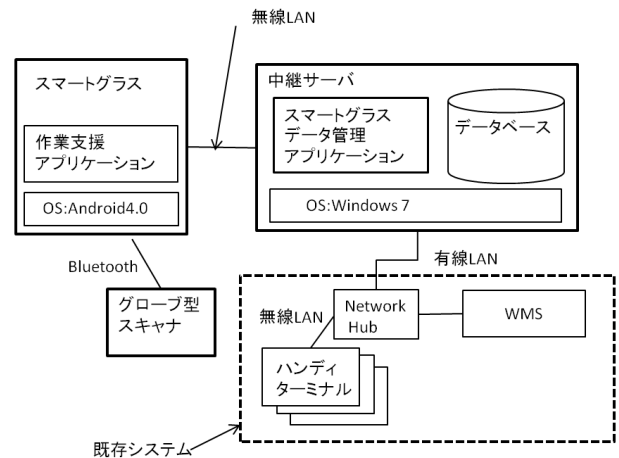 無線LAN
スマートグラス
作業支援
アプリケーション
OS:Android4.0
中継サーバ
スマートグラス
データ管理
アプリケーション
データベース
OS:Windows 7
Bluetooth
グローブ型
スキャナ
有線LAN
無線LAN
Network
Hub
WMS
ハンディ
ターミナル
既存システム